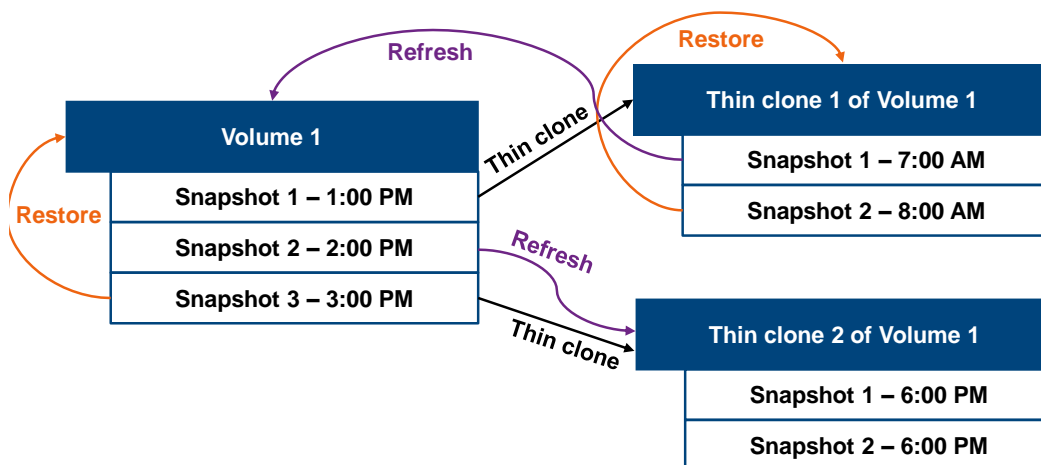 Restore
Refresh
Thin clone 1 of Volume 1
Volume 1
Thin clone
Snapshot 1 – 7:00 AM
Snapshot 1 – 1:00 PM
Snapshot 2 – 8:00 AM
Restore
Snapshot 2 – 2:00 PM
Refresh
Snapshot 3 – 3:00 PM
Thin clone
Thin clone 2 of Volume 1
Snapshot 1 – 6:00 PM
Snapshot 2 – 6:00 PM